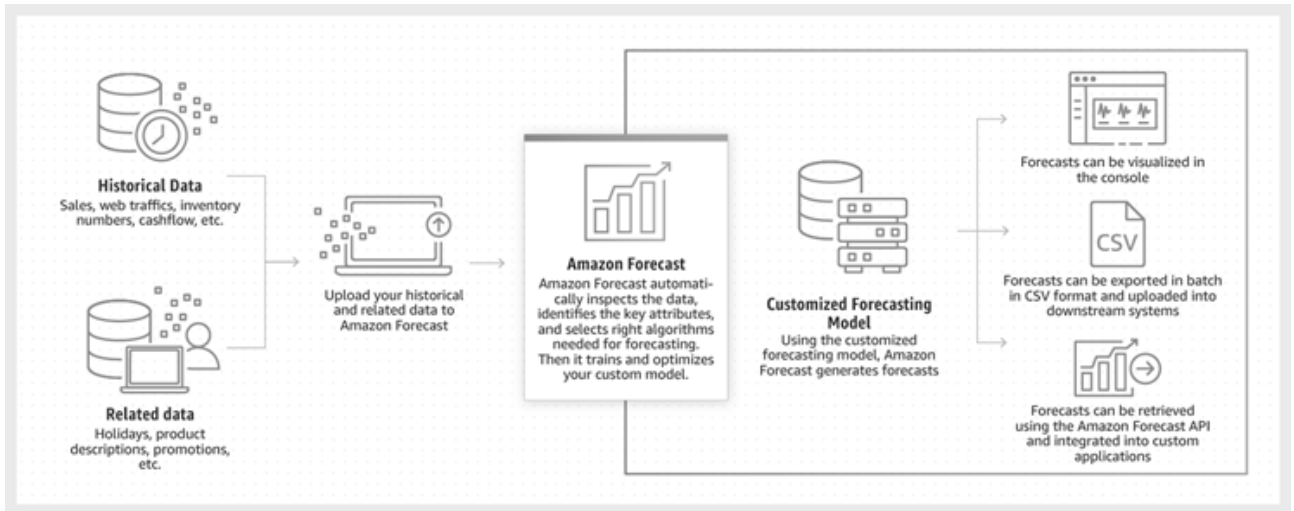 Historical Data
Sales, web traffics, inventory
numbers, cashflow, etc.
Related data
Holidays, product
descriptions, promotions,
etc.
Upload your historical
and related data to
Amazon Forecast
Amazon Forecast
Amazon Forecast automati-
cally inspects the data,
identifies the key attributes,
and selects right algorithms
needed for forecasting.
Then it trains and optimizes
your custom model.
Customized Forecasting
Model
Using the customized
forecasting model, Amazon
Forecast generates forecasts
Forecasts can be visualized in
the console
CSV
Forecasts can be exported in batch
in CSV format and uploaded into
downstream systems
Forecasts can be retrieved
using the Amazon Forecast API
and integrated into custom
applications